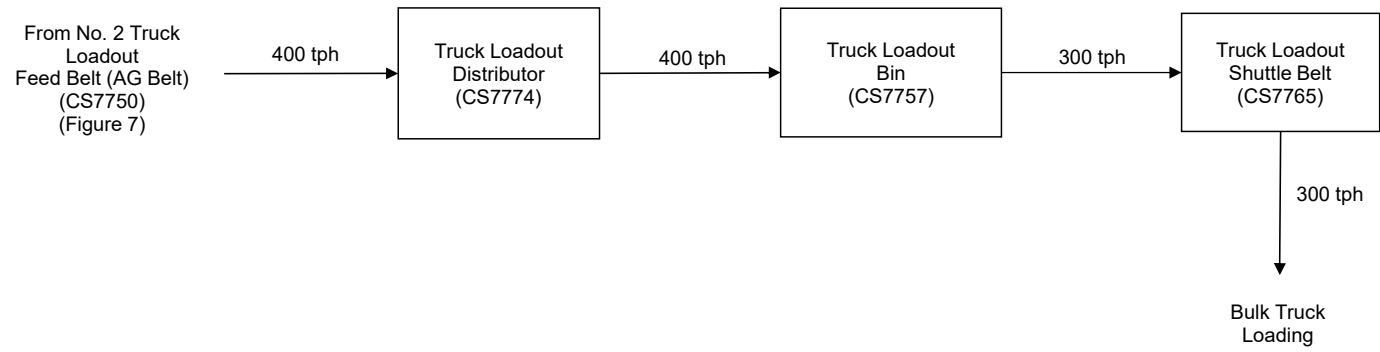 From No. 2 Truck
Loadout
Feed Belt (AG Belt)
(CS7750)
(Figure 7)
400 tph
Truck Loadout
Distributor
(CS7774)
400 tph
Truck Loadout
Bin
(CS7757)
300 tph
Truck Loadout
Shuttle Belt
(CS7765)
300 tph
Bulk Truck
Loading